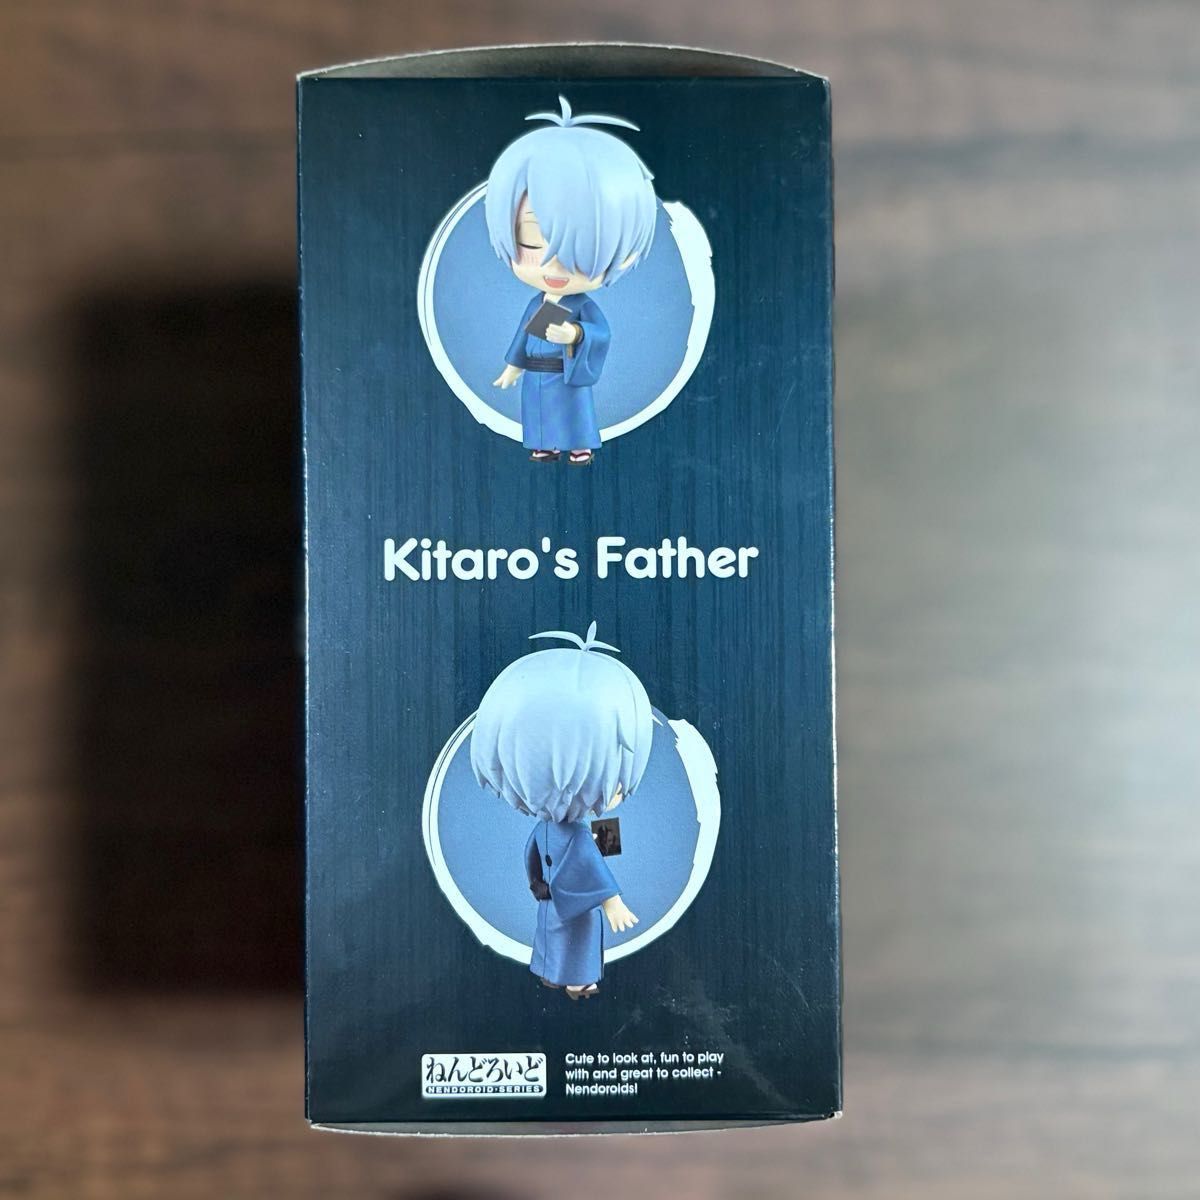 Kitaro's Father
ねんどろいど
NENDOROID•SERIES
Cute to look at, fun to play
with and great to collect -
Nendoroids!